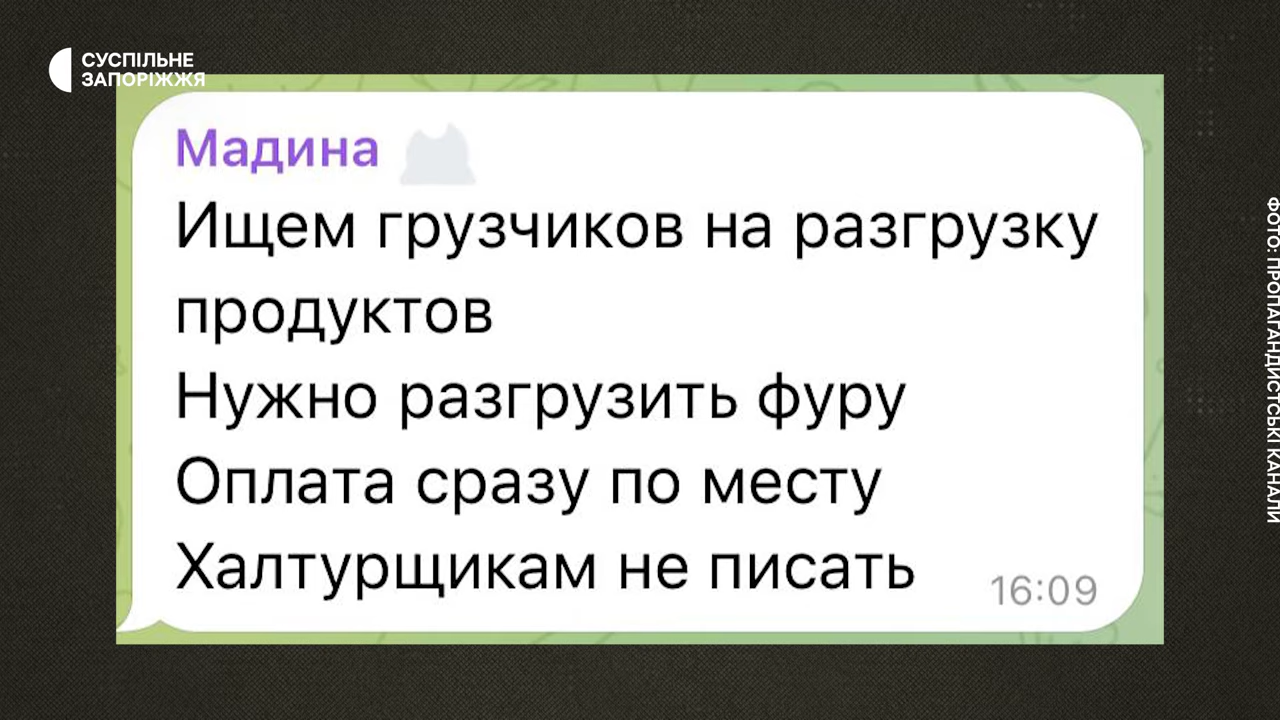 СУСПІЛЬНЕ
ЗАПОРІЖЖЯ
Мадина
Ищем грузчиков на разгрузку
продуктов
Нужно разгрузить фуру
Оплата сразу по месту
Халтурщикам не писать
16:09
ФОТО: ПРОПАГАНДИСТСЬКІ КАНАЛИ